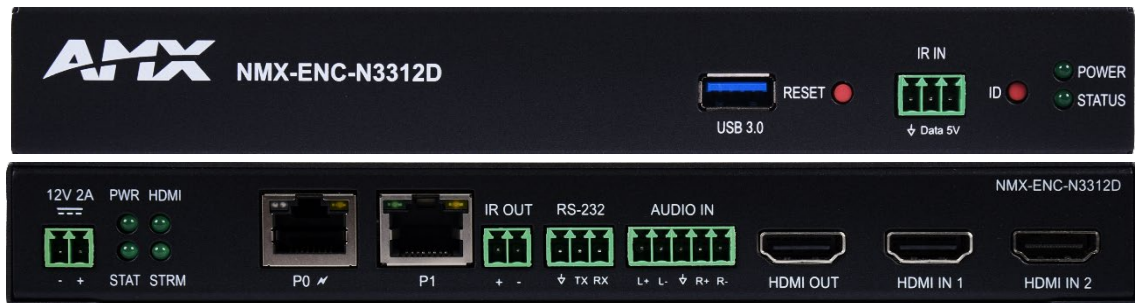 AMX
NMX-ENC-N3312D
USB 3.0
RESET
IR IN
Data 5V
ID
POWER
STATUS
12V 2A
PWR HDMI
- +
STAT STRM
P0
P1
IR OUT
+ -
RS-232
TX RX
AUDIO IN
L+ L- R+ R-
HDMI OUT
NMX-ENC-N3312D
HDMI IN 1
HDMI IN 2